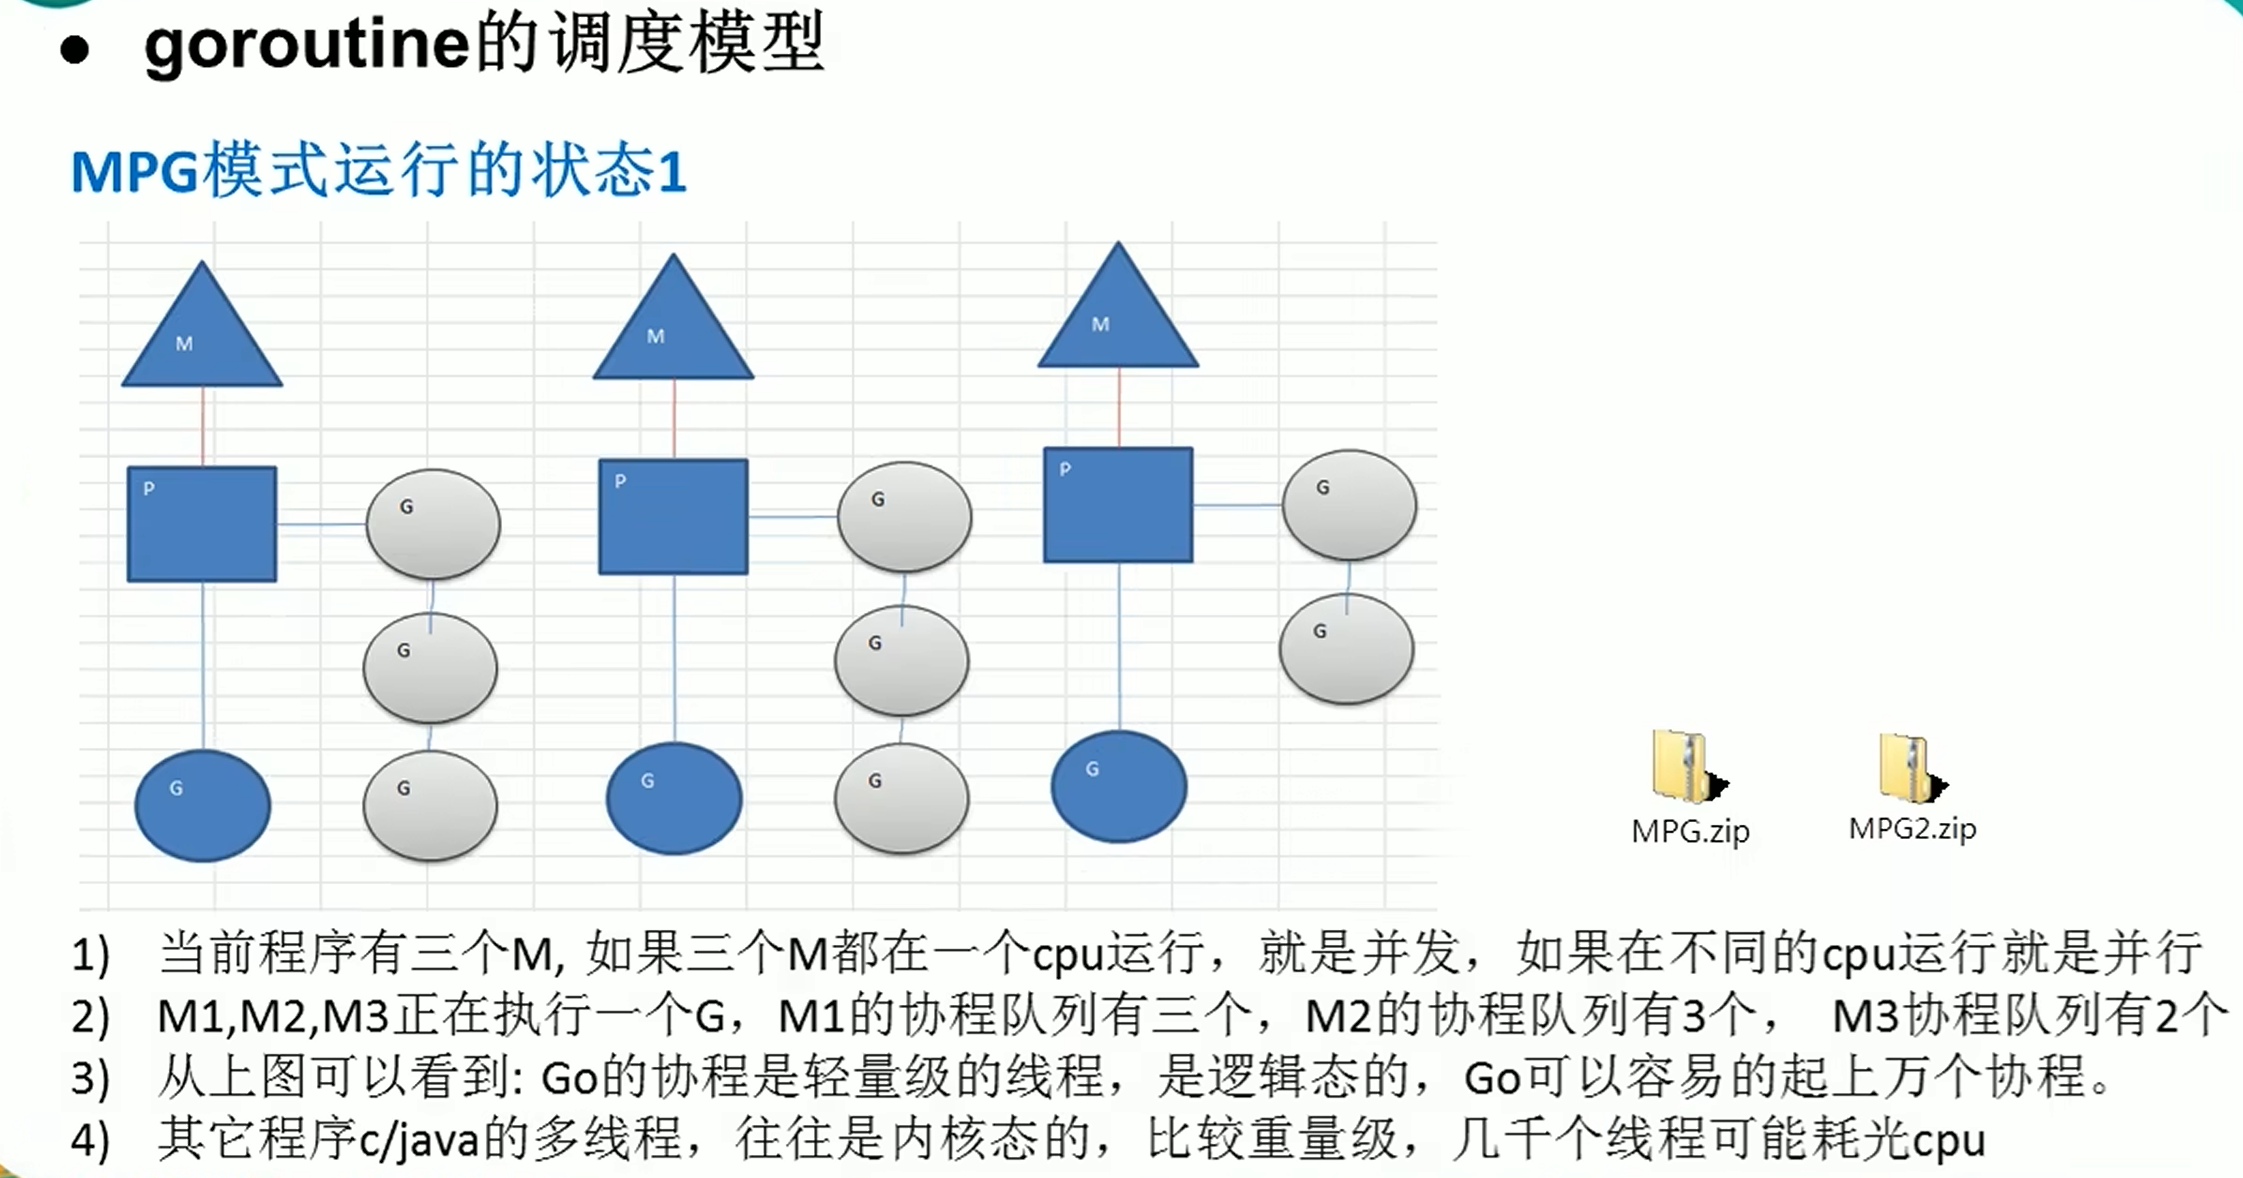 ● goroutine的调度模型
MPG模式运行的状态1
M
M
M
P
G
P
G
P
G
G
G
G
G
G
G
G
G
G
MPG.zip
MPG2.zip
1) 当前程序有三个M, 如果三个M都在一个cpu运行，就是并发，如果在不同的cpu运行就是并行
2) M1,M2,M3正在执行一个G，M1的协程队列有三个，M2的协程队列有3个， M3协程队列有2个
3) 从上图可以看到: Go的协程是轻量级的线程，是逻辑态的，Go可以容易的起上万个协程。
4) 其它程序c/java的多线程，往往是内核态的，比较重量级，几千个线程可能耗光cpu